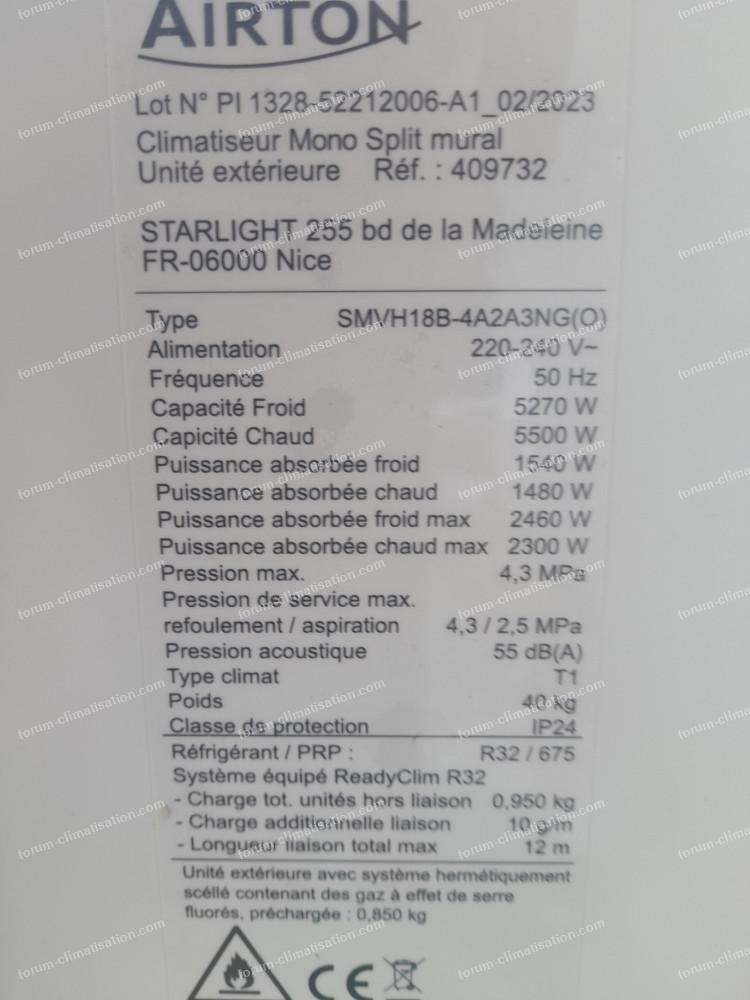 AIRTON
Lot N° PI 1328-52212006-A1_02/2023
Climatiseur Mono Split mural
Unité extérieure Réf. : 409732
STARLIGHT 255 bd de la Madeleine
FR-06000 Nice
Type SMVH18B-4A2A3NG(O)
Alimentation 220-240 V~
Fréquence 50 Hz
Capacité Froid 5270 W
Capicité Chaud 5500 W
Puissance absorbée froid 1540 W
Puissance absorbée chaud 1480 W
Puissance absorbée froid max 2460 W
Puissance absorbée chaud max 2300 W
Pression max. 4,3 MPa
Pression de service max.
refoulement / aspiration 4,3 / 2,5 MPa
Pression acoustique 55 dB(A)
Type climat T1
Poids 40 kg
Classe de protection IP24
Réfrigérant / PRP : R32 / 675
Système équipé ReadyClim R32
- Charge tot. unités hors liaison 0,950 kg
- Charge additionnelle liaison 10 g/m
- Longueur liaison total max 12 m
Unité extérieure avec système hermétiquement
scéllé contenant des gaz à effet de serre
fluorés, préchargée : 0,850 kg
CE
forum-climatisation.com